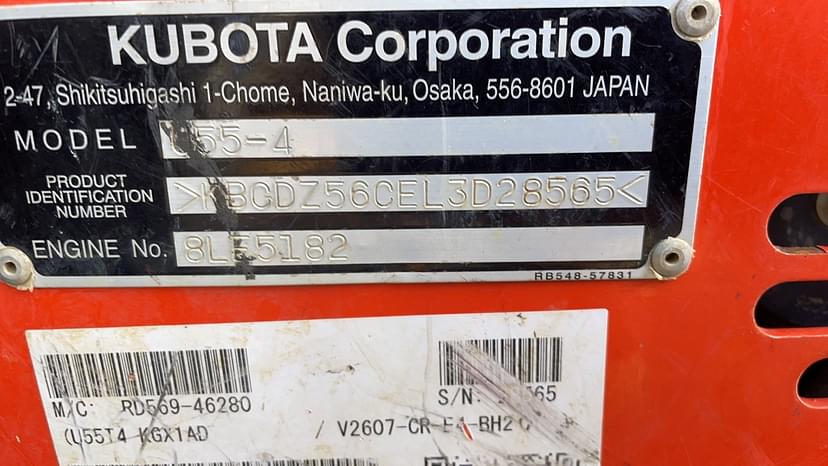 KUBOTA Corporation
2-47, Shikitsuhigashi 1-Chome, Naniwa-ku, Osaka, 556-8601 JAPAN
MODEL U55-4
PRODUCT
IDENTIFICATION
NUMBER
>KBCDZ56CEL3D28565<
ENGINE No. 8LE5182
RB548-57831
M/C: RD569-46280
S/N:
(U55T4 KGX1AD / V2607-CR-E4-BH2